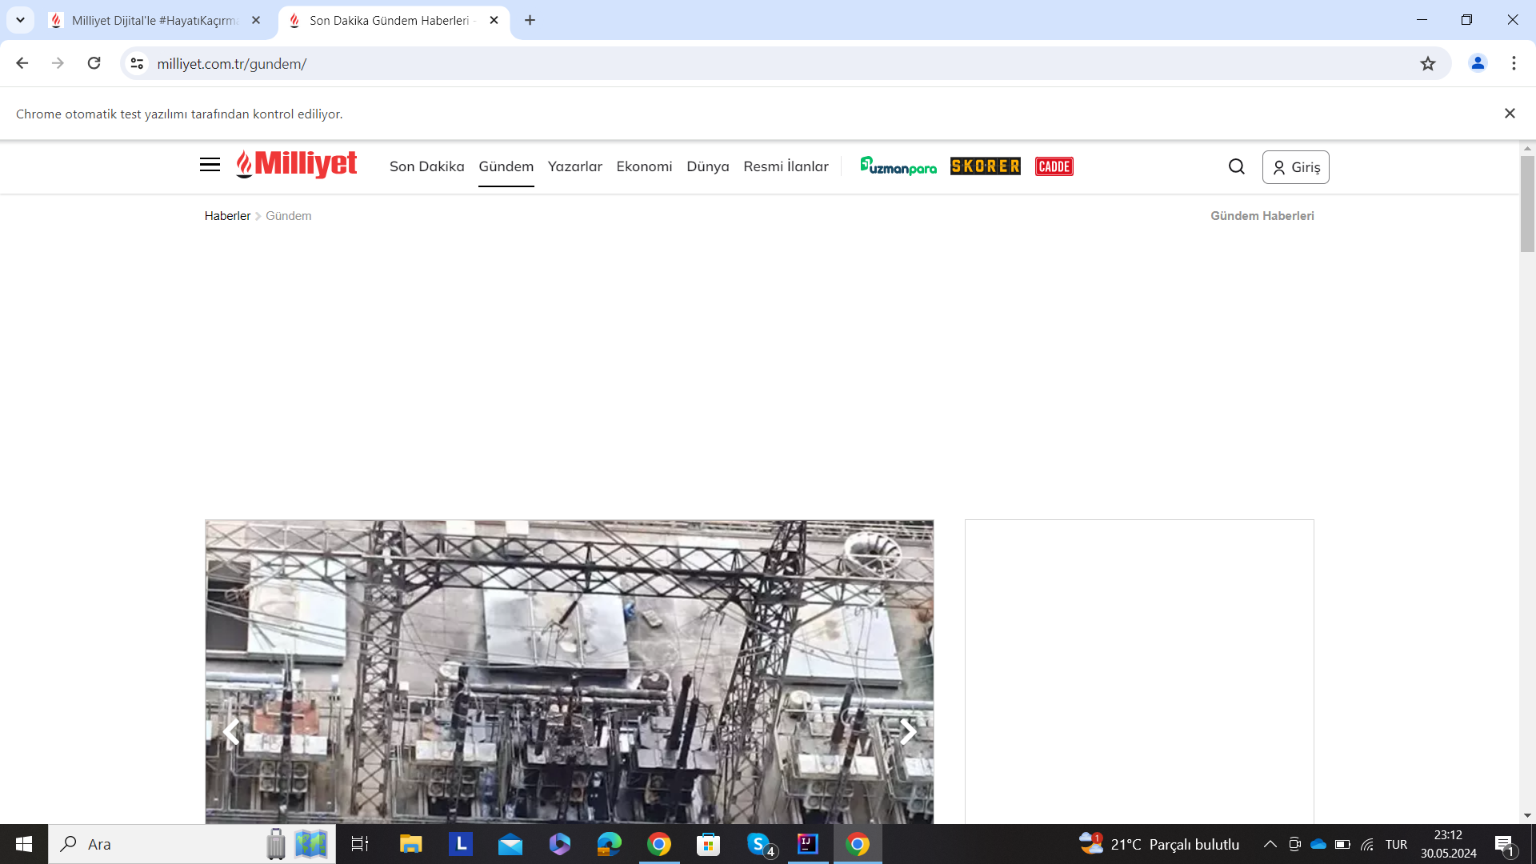 Milliyet Dijital'le #HayatıKaçırma
Son Dakika Gündem Haberleri -
milliyet.com.tr/gundem/
Chrome otomatik test yazılımı tarafından kontrol ediliyor.
Milliyet
Son Dakika
Gündem
Yazarlar
Ekonomi
Dünya
Resmi İlanlar
uzmanpara
SKORER
CADDE
Giriş
Haberler
Gündem
Gündem Haberleri
Ara
L
4
IJ
1
21°C Parçalı bulutlu
TUR
23:12
30.05.2024
1